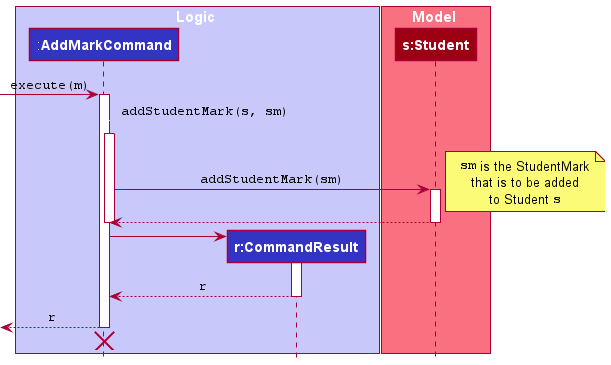 Logic
Model
:AddMarkCommand
s:Student
execute(m)
addStudentMark(s, sm)
addStudentMark(sm)
sm is the StudentMark
that is to be added
to Student s
r:CommandResult
r
r